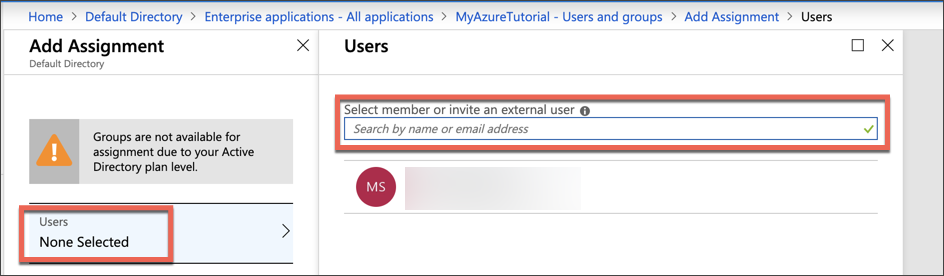 Home > Default Directory > Enterprise applications - All applications > MyAzureTutorial - Users and groups > Add Assignment > Users
Add Assignment
Default Directory
Groups are not available for
assignment due to your Active
Directory plan level.
Users
None Selected
Users
Select member or invite an external user
Search by name or email address
MS